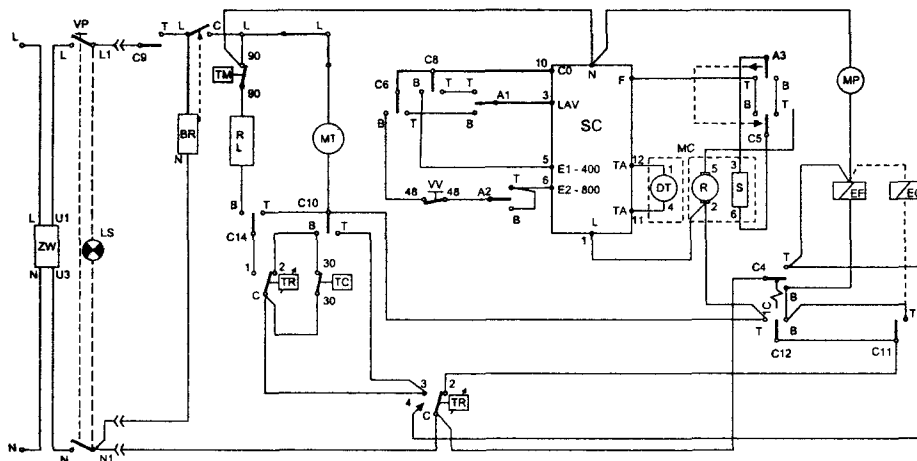 VP
L
L
L1
C9
T
L
C
L
L
90
TM
90
BR
N
R
L
MT
B
T
C10
C14
B
T
1
2
TR
C
30
TC
30
L
U1
ZW
N
U3
LS
N
N
N1
C8
C6
B
T
T
A1
B
T
B
10
3
5
6
48
VV
48
A2
T
B
C0
N
LAV
SC
F
E1 - 400
TA
E2 - 800
L
TA
1
12
11
MC
DT
4
5
R
2
3
S
6
A3
T
B
B
T
C5
MP
EF
T
C4
1C
B
T
B
T
C12
C11
3
2
4
C
TR